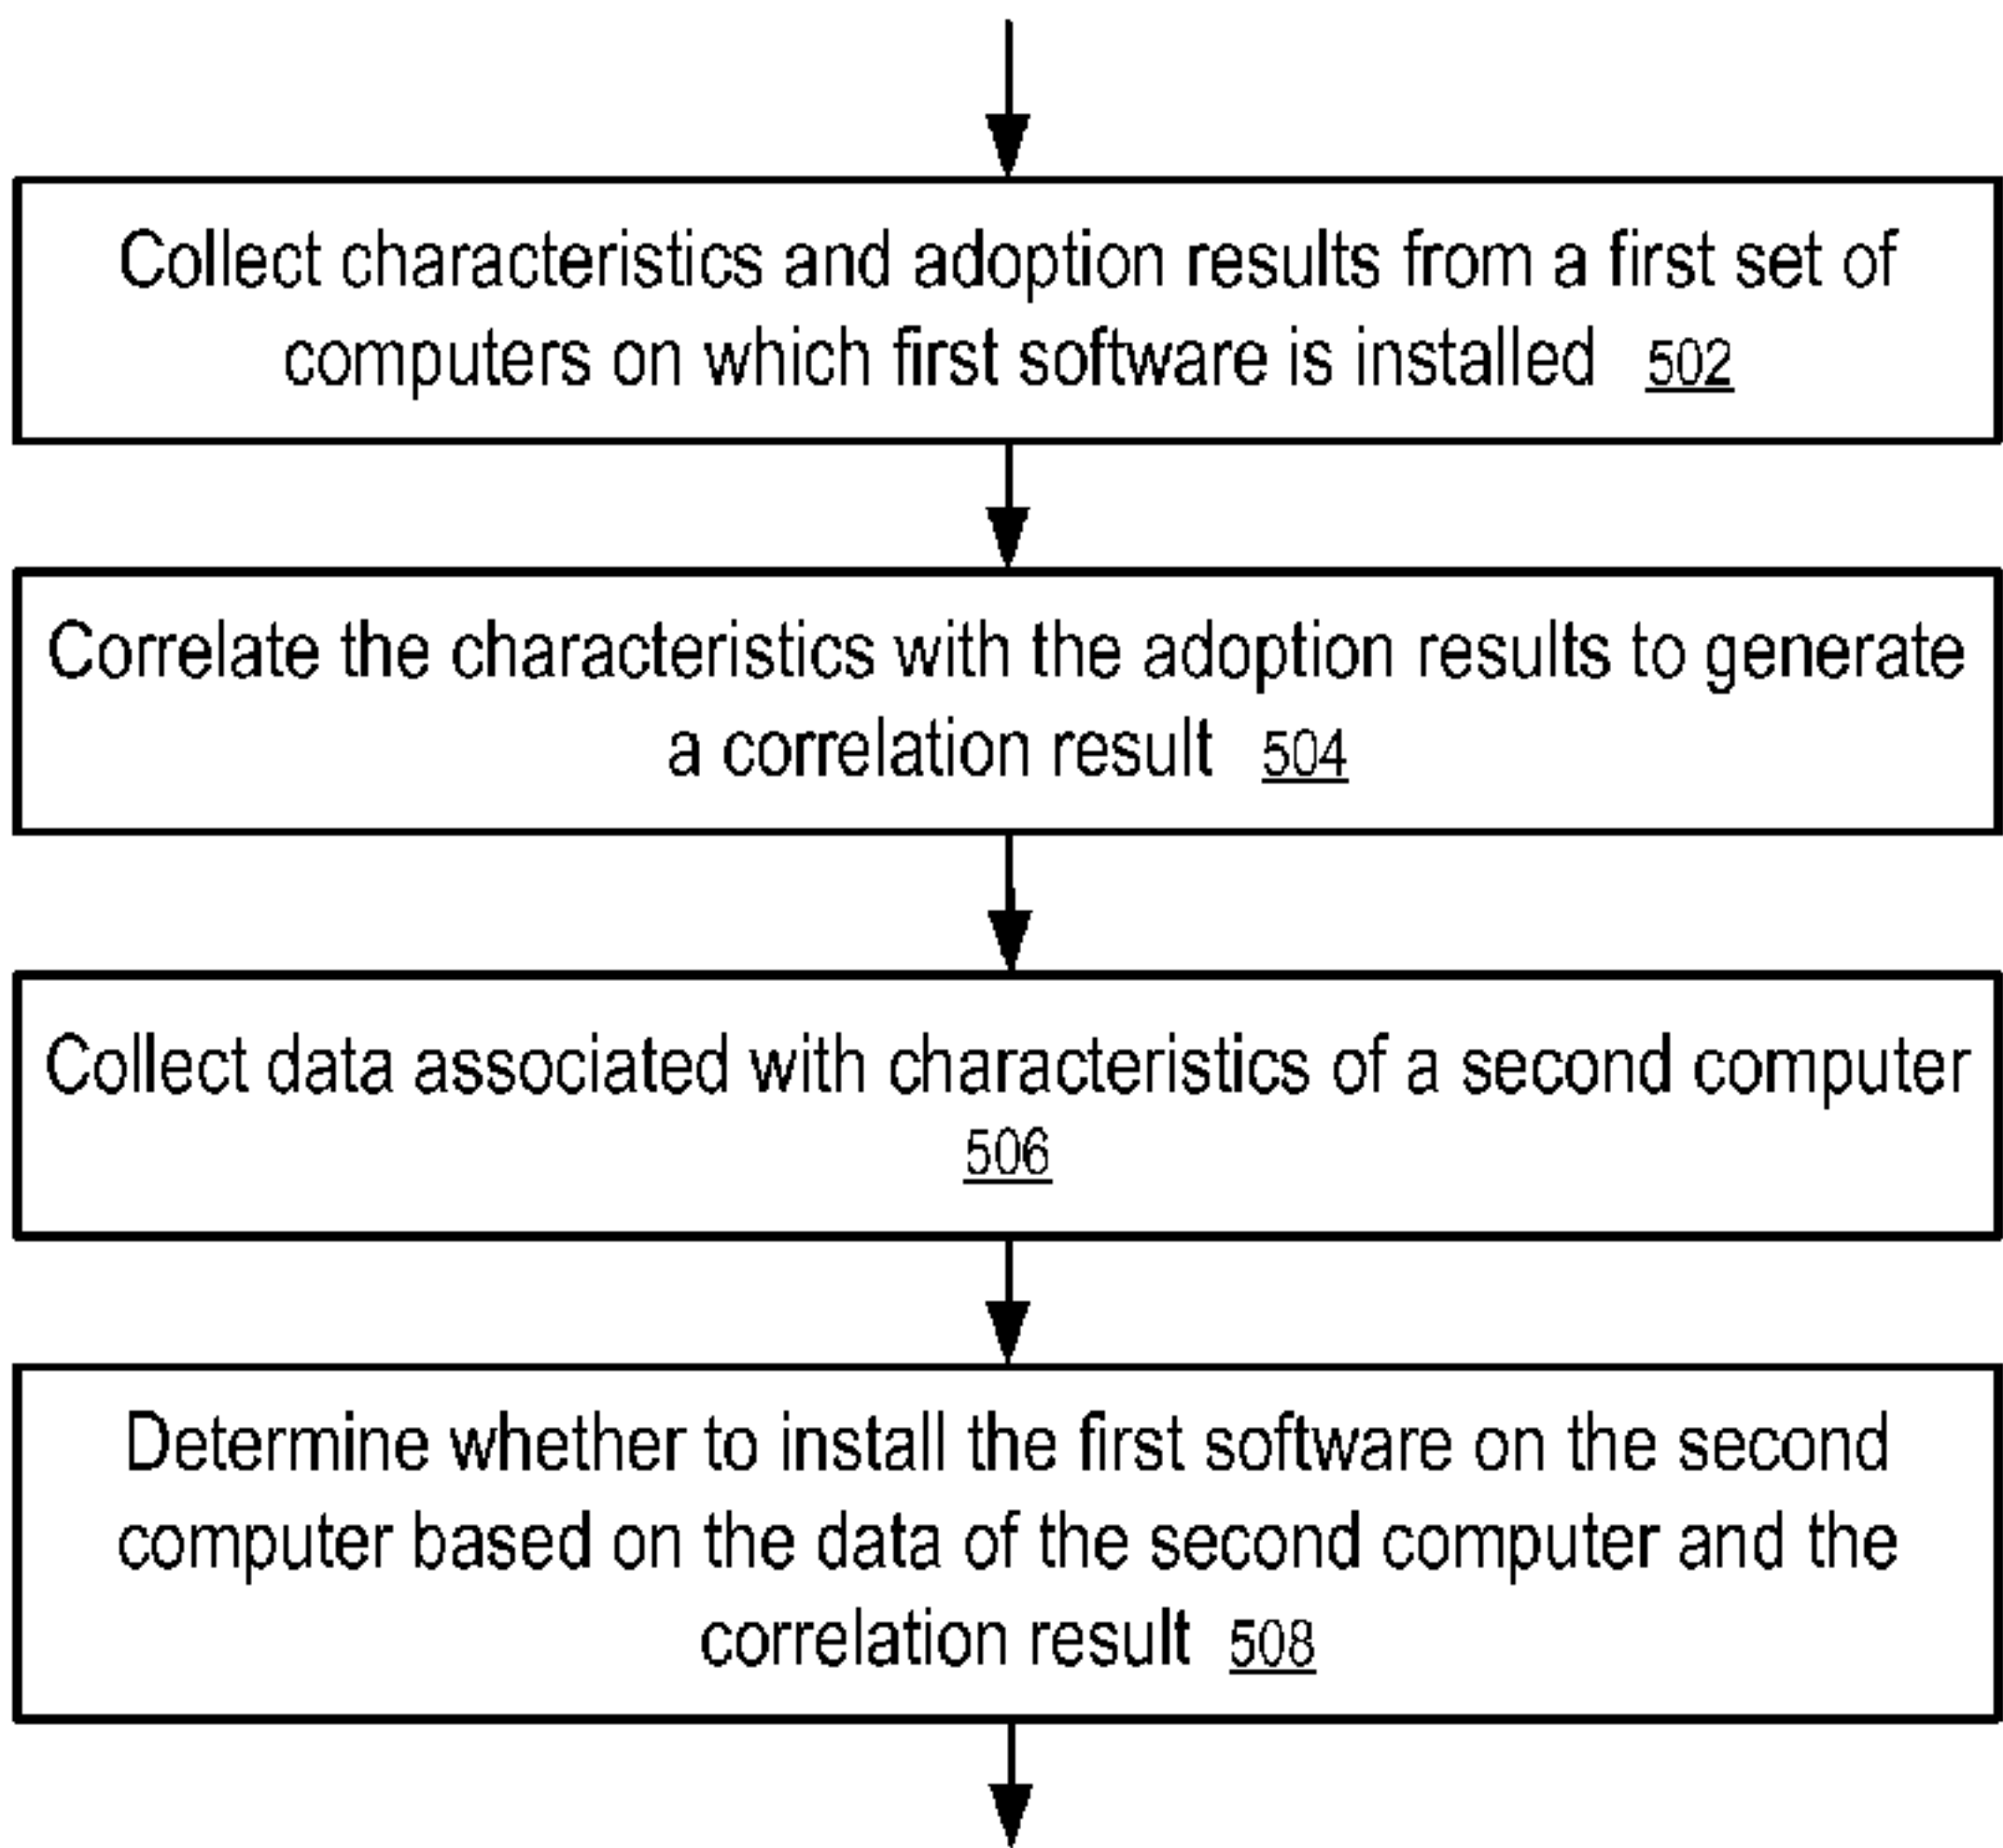 Collect characteristics and adoption results from a first set of
computers on which first software is installed 502
Correlate the characteristics with the adoption results to generate
a correlation result 504
Collect data associated with characteristics of a second computer
506
Determine whether to install the first software on the second
computer based on the data of the second computer and the
correlation result 508